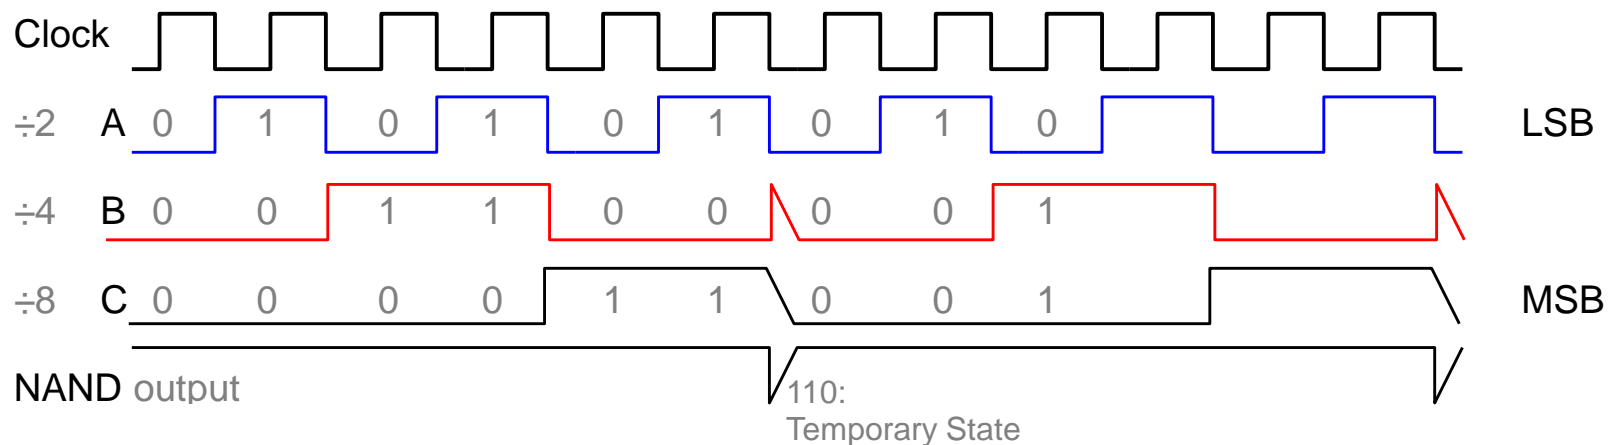 Clock
÷2 A 0 1 0 1 0 1 0 1 0 LSB
÷4 B 0 0 1 1 0 0 0 0 1
÷8 C 0 0 0 0 1 1 0 0 1 MSB
NAND output
110:
Temporary State